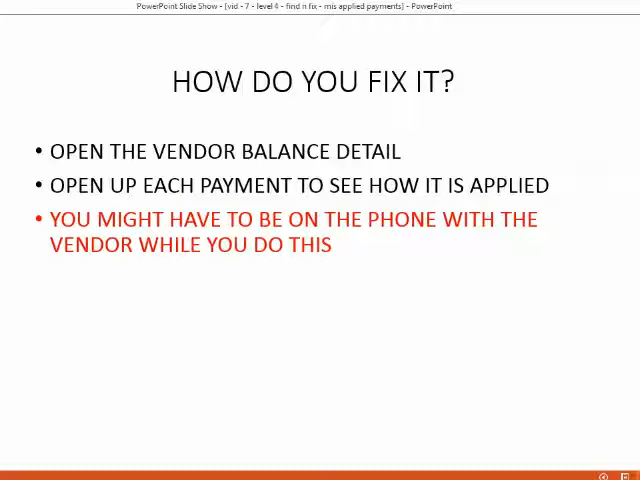 PowerPoint Slide Show - [vid - 7 - level 4 - find n fix - mis applied payments] - PowerPoint
HOW DO YOU FIX IT?
• OPEN THE VENDOR BALANCE DETAIL
• OPEN UP EACH PAYMENT TO SEE HOW IT IS APPLIED
• YOU MIGHT HAVE TO BE ON THE PHONE WITH THE
VENDOR WHILE YOU DO THIS